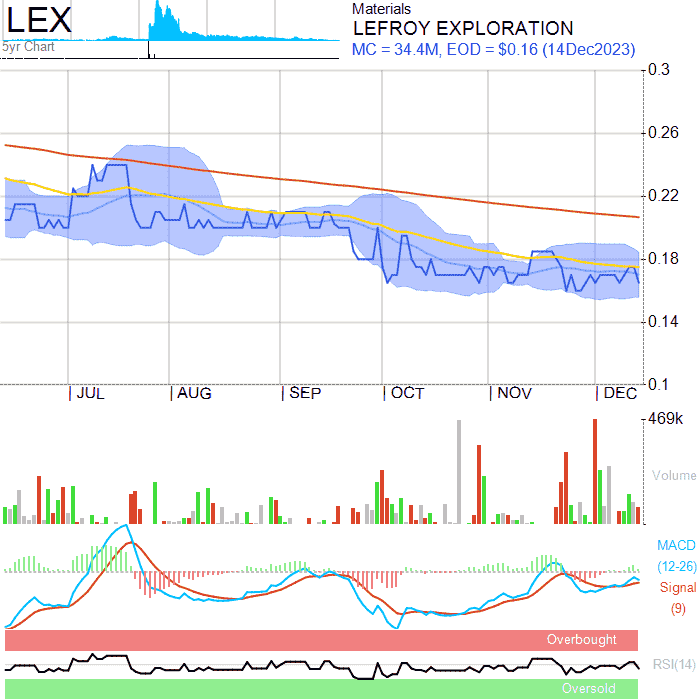 LEX
5yr Chart
Materials
LEFROY EXPLORATION
MC = 34.4M, EOD = $0.16 (14Dec2023)
0.3
0.26
0.22
0.18
0.14
0.1
JUL AUG SEP OCT NOV DEC
469k
Volume
MACD
(12-26)
Signal
(9)
Overbought
RSI(14)
Oversold